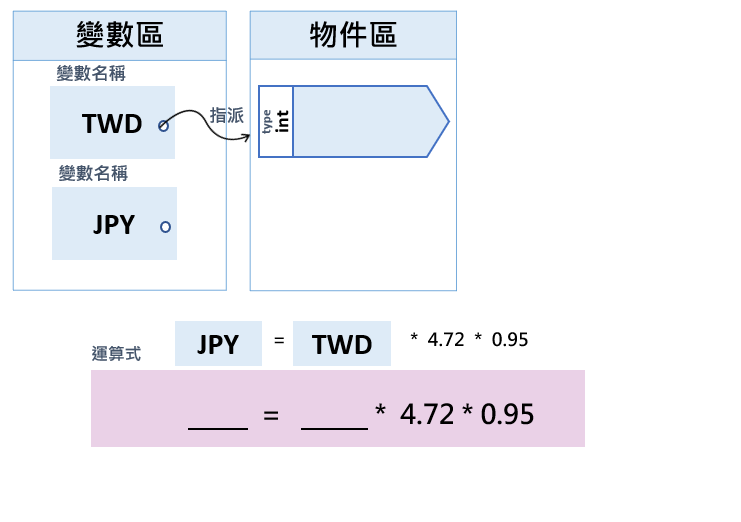 變數區
物件區
變數名稱
TWD
指派
type
int
變數名稱
JPY
運算式
JPY = TWD * 4.72 * 0.95
____ = ____ * 4.72 * 0.95